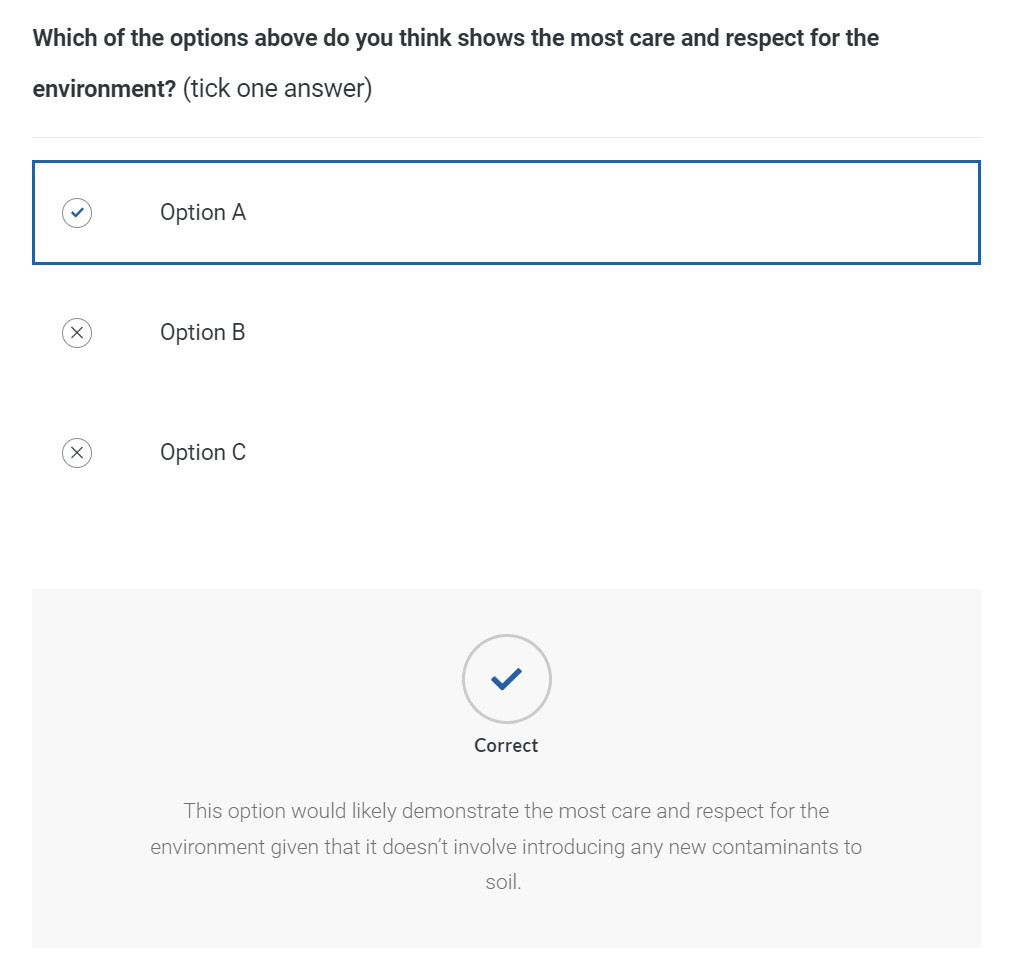 Which of the options above do you think shows the most care and respect for the
environment? (tick one answer)
Option A
Option B
Option C
Correct
This option would likely demonstrate the most care and respect for the
environment given that it doesn’t involve introducing any new contaminants to
soil.